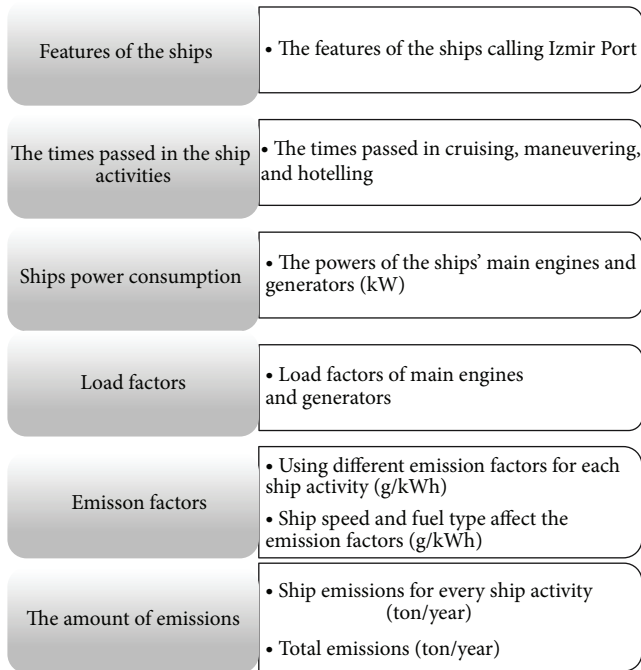 Features of the ships
• The features of the ships calling Izmir Port
The times passed in the ship
activities
• The times passed in cruising, maneuvering,
and hotelling
Ships power consumption
• The powers of the ships’ main engines and
generators (kW)
Load factors
• Load factors of main engines
and generators
Emisson factors
• Using different emission factors for each
ship activity (g/kWh)
• Ship speed and fuel type affect the
emission factors (g/kWh)
The amount of emissions
• Ship emissions for every ship activity
(ton/year)
• Total emissions (ton/year)